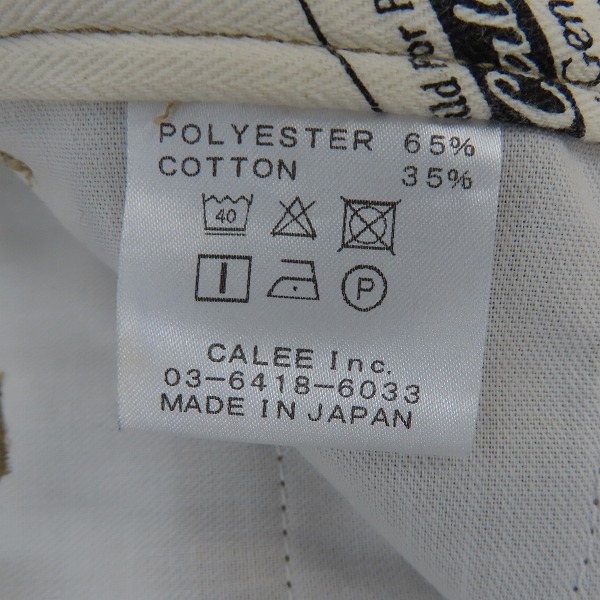 POLYESTER 65%
COTTON 35%
40
P
CALEE Inc.
03-6418-6033
MADE IN JAPAN